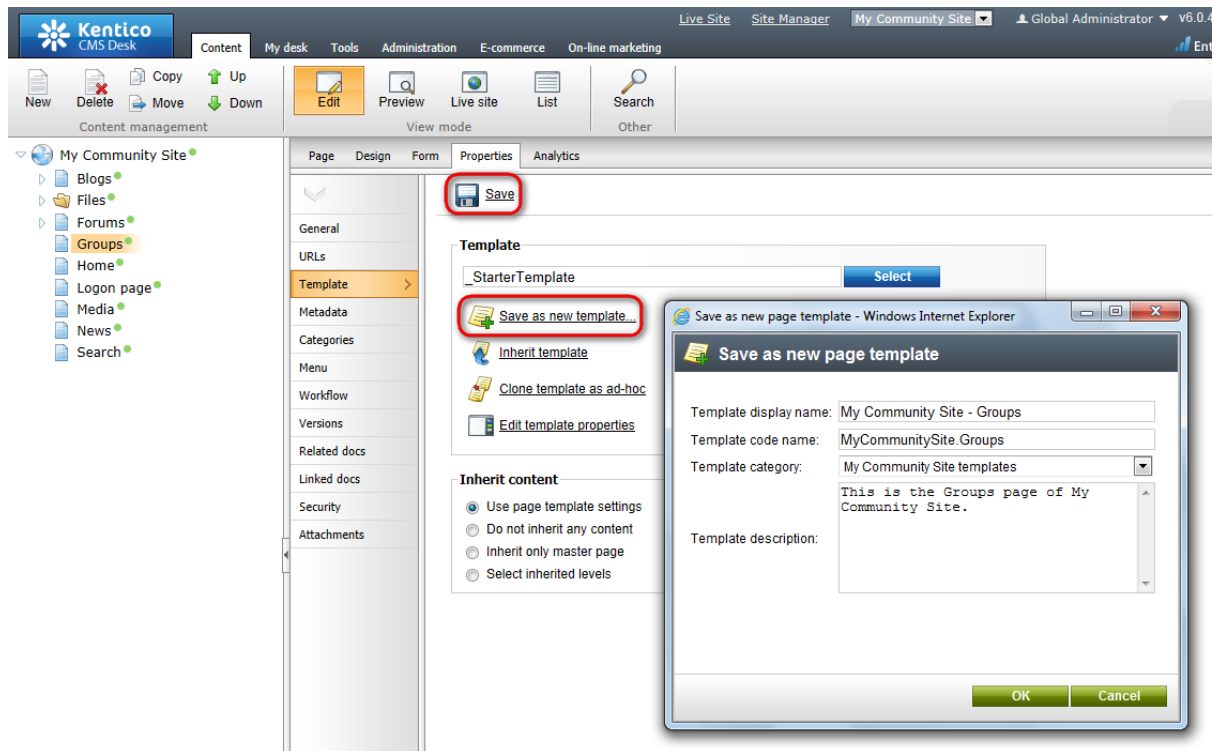 Kentico
CMS Desk
Live Site Site Manager My Community Site Global Administrator v6.0.4
Content My desk Tools Administration E-commerce On-line marketing
Ent
New Delete Copy Move Up Down
Content management
Edit Preview Live site List
View mode
Search
Other
My Community Site
Blogs
Files
Forums
Groups
Home
Logon page
Media
News
Search
Page Design Form Properties Analytics
Save
General
URLs
Template
Metadata
Categories
Menu
Workflow
Versions
Related docs
Linked docs
Security
Attachments
Template
_StarterTemplate Select
Save as new template...
Inherit template
Clone template as ad-hoc
Edit template properties
Inherit content
Use page template settings
Do not inherit any content
Inherit only master page
Select inherited levels
Save as new page template - Windows Internet Explorer
Save as new page template
Template display name: My Community Site - Groups
Template code name: MyCommunitySite.Groups
Template category: My Community Site templates
Template description: This is the Groups page of My
Community Site.
OK Cancel